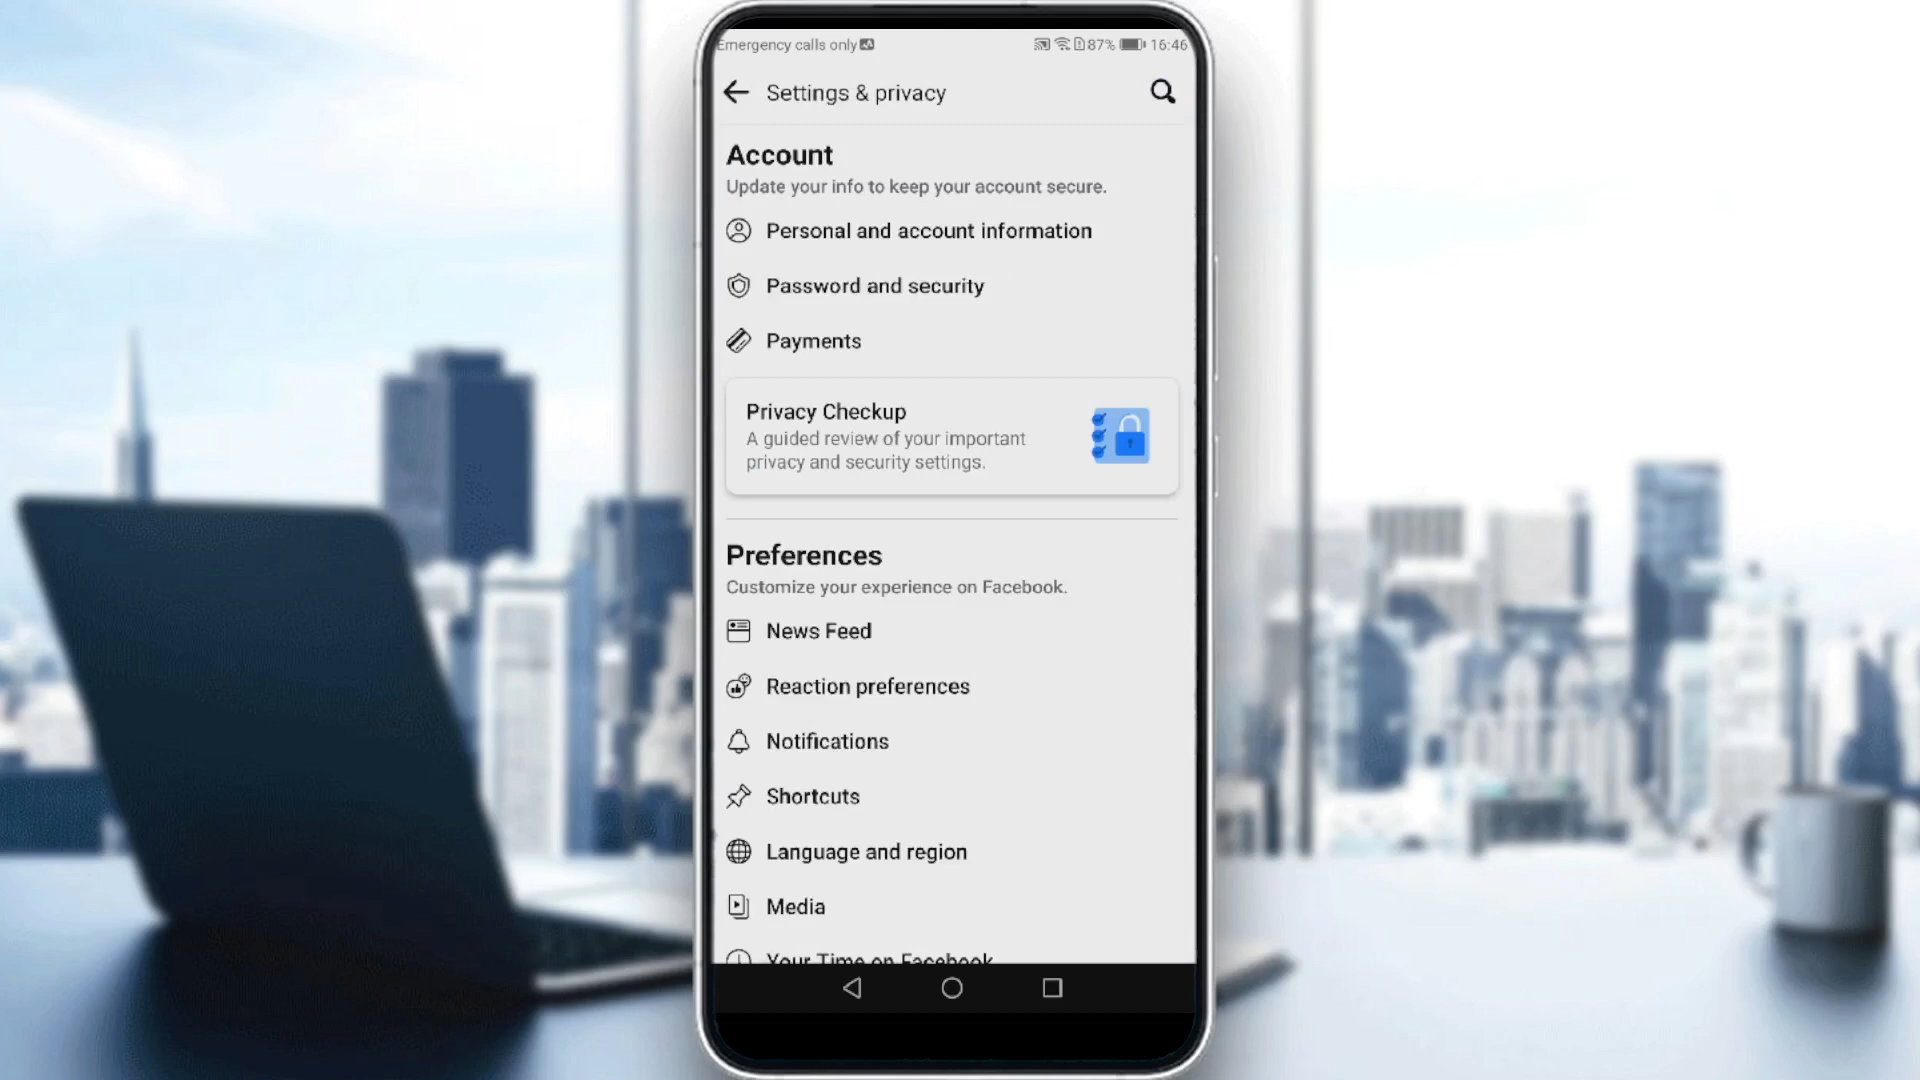 Emergency calls only
87% 16:46
Settings & privacy
Account
Update your info to keep your account secure.
Personal and account information
Password and security
Payments
Privacy Checkup
A guided review of your important
privacy and security settings.
Preferences
Customize your experience on Facebook.
News Feed
Reaction preferences
Notifications
Shortcuts
Language and region
Media
Your Time on Facebook